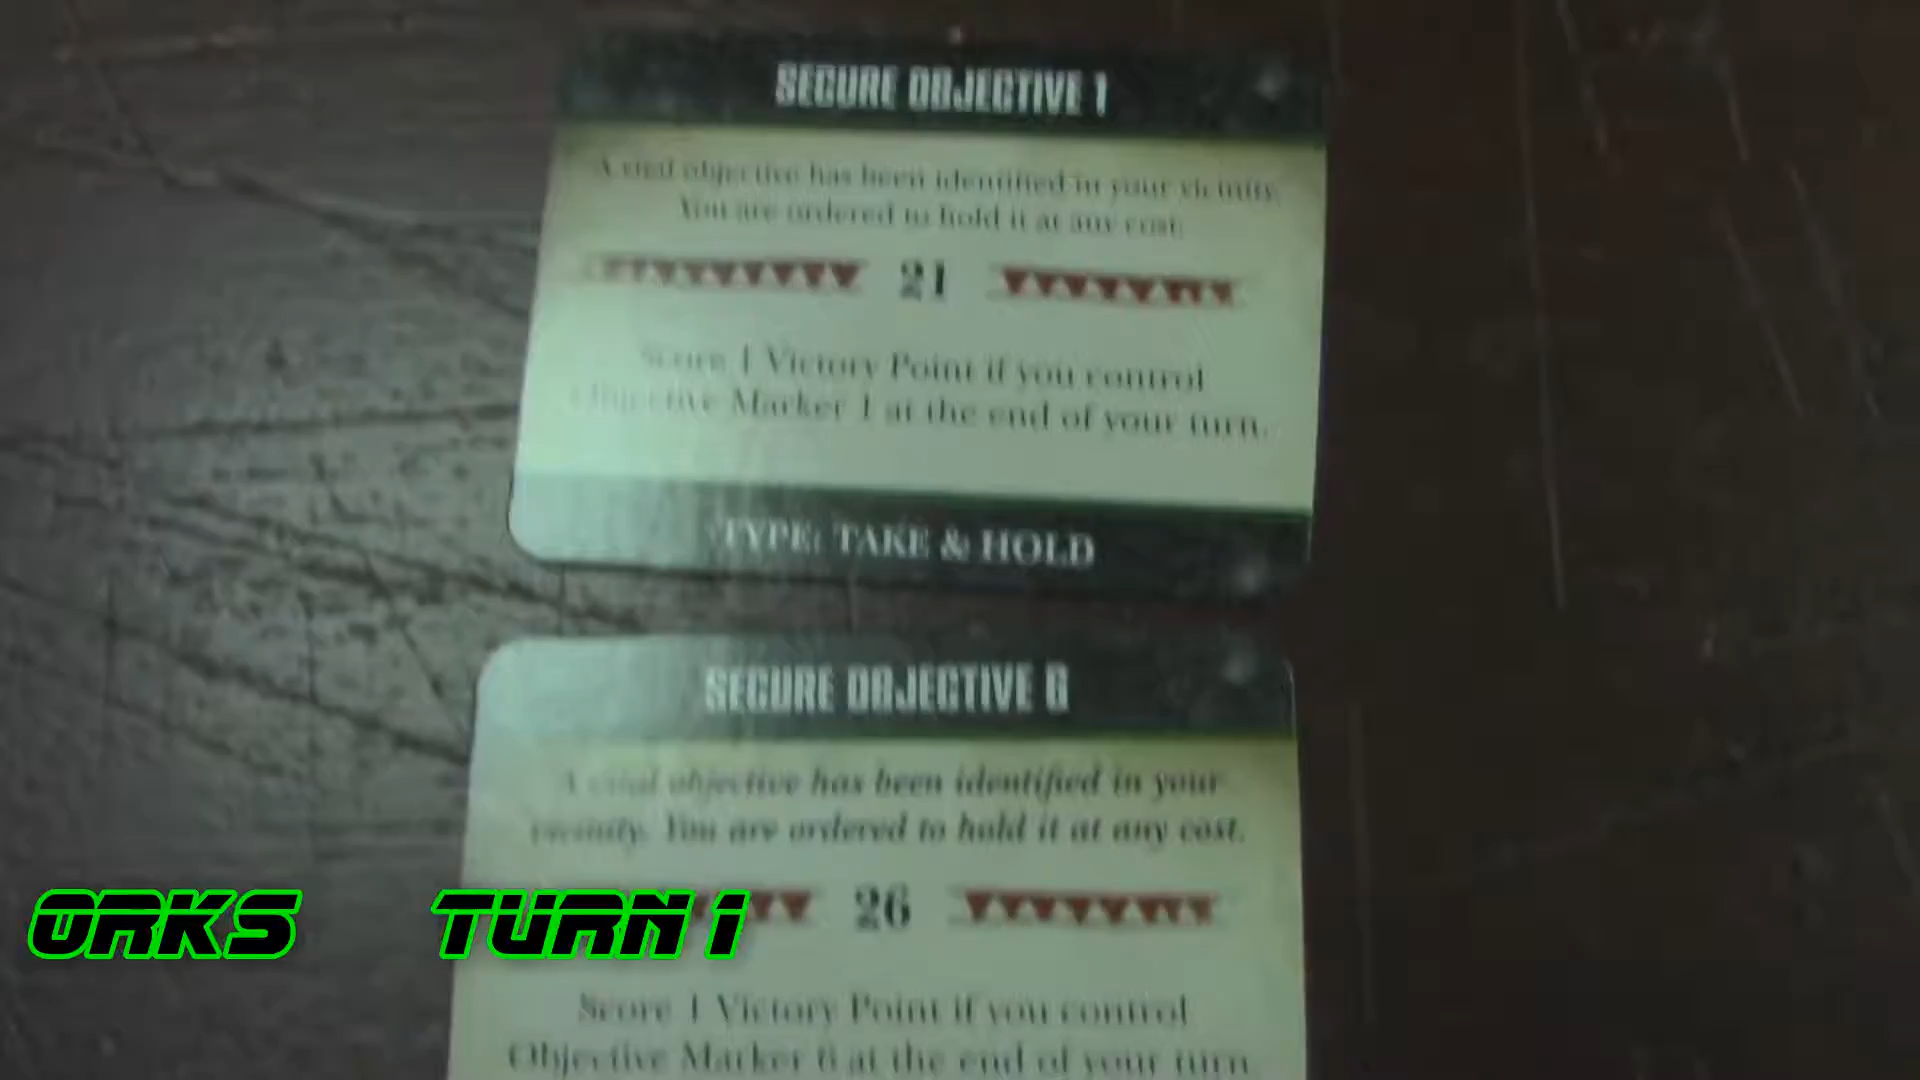 SECURE OBJECTIVE 1
A vital objective has been identified in your vicinity.
You are ordered to hold it at any cost.
21
Score 1 Victory Point if you control
Objective Marker 1 at the end of your turn.
TYPE: TAKE & HOLD
SECURE OBJECTIVE 6
A vital objective has been identified in your
vicinity. You are ordered to hold it at any cost.
26
ORKS TURN 1
Score 1 Victory Point if you control
Objective Marker 6 at the end of your turn